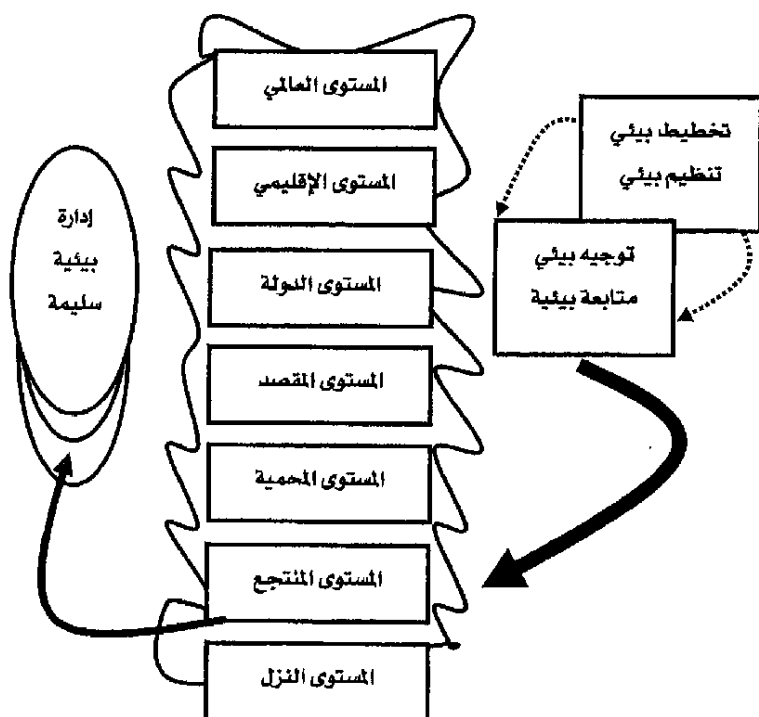 المستوى العالمي
تخطيط بيئي
تنظيم بيئي
المستوى الإقليمي
إدارة
بيئية
سليمة
توجيه بيئي
متابعة بيئية
المستوى الدولة
المستوى المقصد
المستوى المحمية
المستوى المنتجع
المستوى النزل